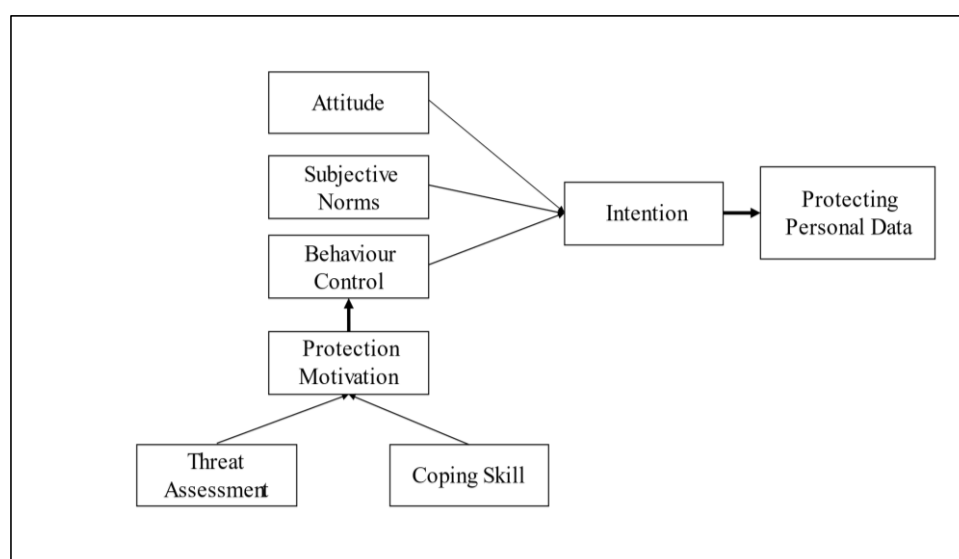 Attitude
Subjective
Norms
Behaviour
Control
Intention
Protecting
Personal Data
Protection
Motivation
Threat
Assessment
Coping Skill